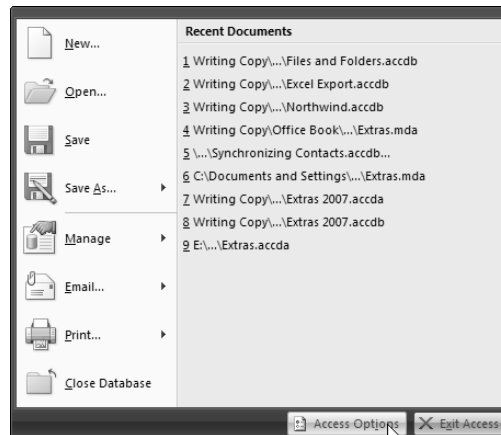 New...
Open...
Save
Save As...
Manage
Email...
Print...
Close Database
Recent Documents
1 Writing Copy\...\Files and Folders.accdb
2 Writing Copy\...\Excel Export.accdb
3 Writing Copy\...\Northwind.accdb
4 Writing Copy\Office Book\...\Extras.mda
5 \...\Synchronizing Contacts.accdb...
6 C:\Documents and Settings\...\Extras.mda
7 Writing Copy\...\Extras 2007.accda
8 Writing Copy\...\Extras 2007.accdb
9 E:\...\Extras.accda
Access Options
Exit Access